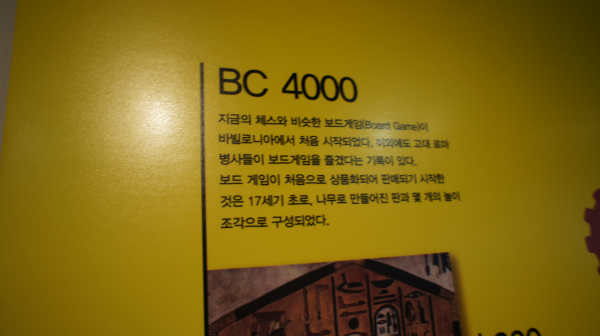 BC 4000
지금의 체스와 비슷한 보드게임(Board Game)이
바빌로니아에서 처음 시작되었다. 이외에도 고대 로마
병사들이 보드게임을 즐겼다는 기록이 있다.
보드 게임이 처음으로 상품화되어 판매되기 시작한
것은 17세기 초로, 나무로 만들어진 판과 몇 개의 놀이
조각으로 구성되었다.